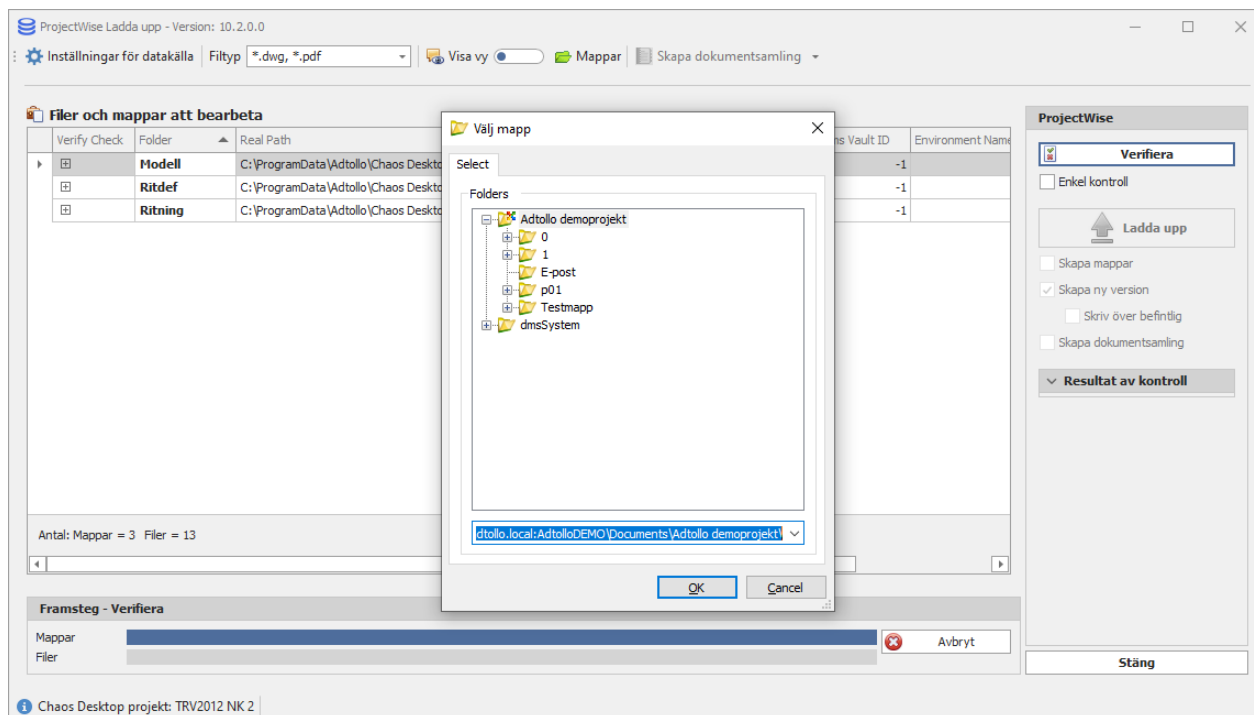 ProjectWise Ladda upp - Version: 10.2.0.0
Inställningar för datakälla Filtyp *.dwg, *.pdf Visa vy Mappar Skapa dokumentsamling
Filer och mappar att bearbeta
Verify Check Folder Real Path ns Vault ID Environment Name
Modell C:\ProgramData\Adtollo\Chaos Deskto -1
Ritdef C:\ProgramData\Adtollo\Chaos Deskto -1
Ritning C:\ProgramData\Adtollo\Chaos Deskto -1
Antal: Mappar = 3 Filer = 13
Välj mapp
Select
Folders
Adtollo demoprojekt
0
1
E-post
p01
Testmapp
dmsSystem
dtollo.local:AdtolloDEMO\Documents\Adtollo demoprojekt\
OK Cancel
ProjectWise
Verifiera
Enkel kontroll
Ladda upp
Skapa mappar
Skapa ny version
Skriv över befintlig
Skapa dokumentsamling
Resultat av kontroll
Framsteg - Verifiera
Mappar
Filer
Avbryt
Stäng
Chaos Desktop projekt: TRV2012 NK 2